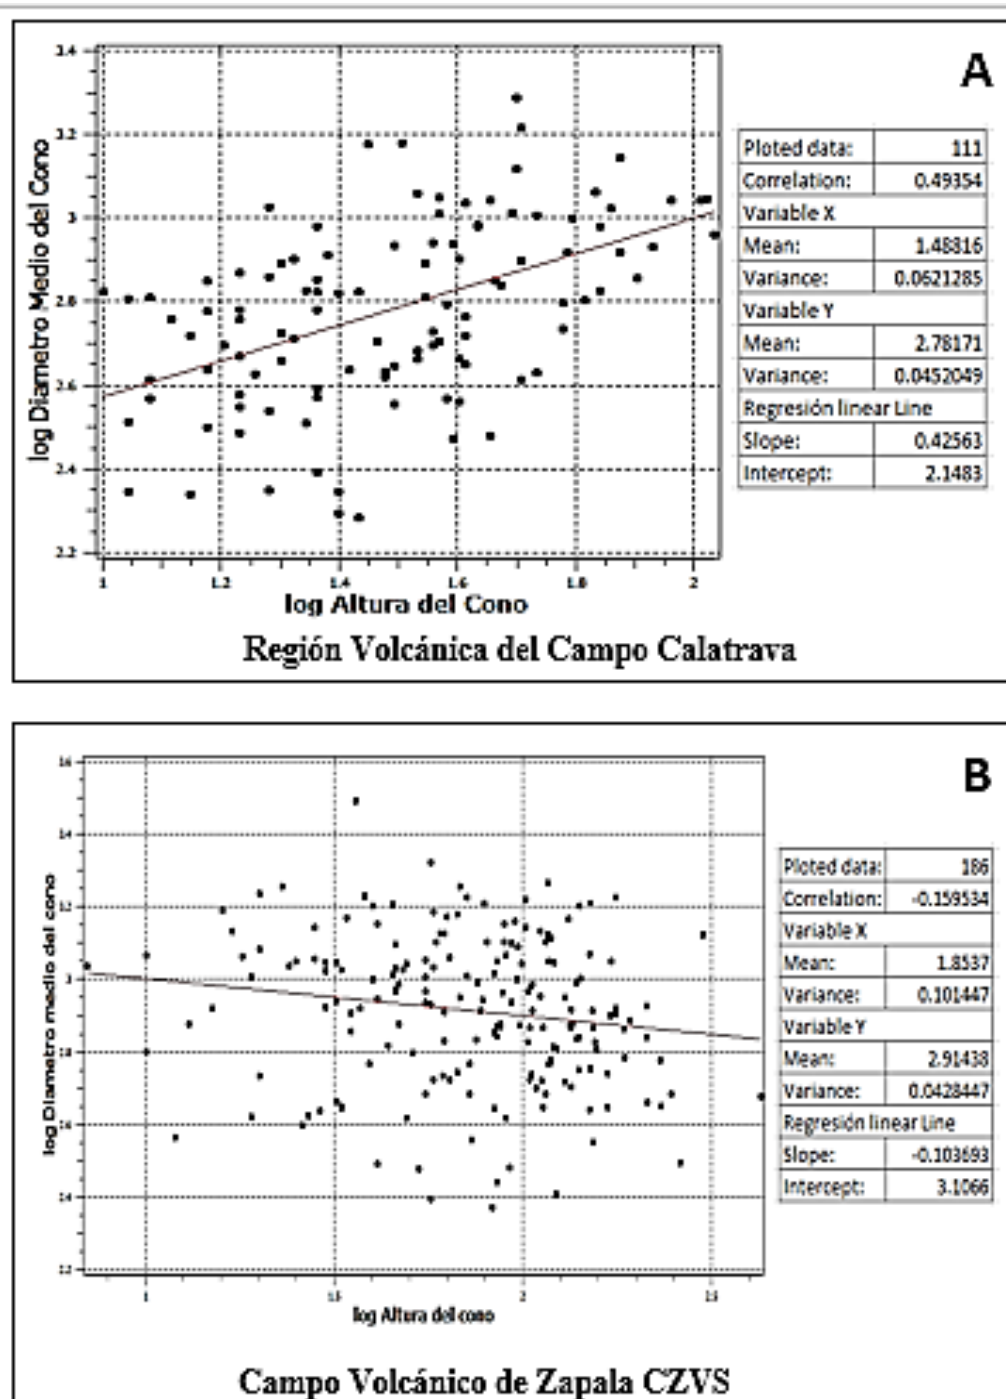 A
3.4
3.2
3
2.8
2.6
2.4
2.2
log Diametro Medio del Cono
1 1.2 1.4 1.6 1.8 2
log Altura del Cono
Ploted data: 111
Correlation: 0.49354
Variable X
Mean: 1.48816
Variance: 0.0621285
Variable Y
Mean: 2.78171
Variance: 0.0452049
Regresión linear Line
Slope: 0.42563
Intercept: 2.1483
Región Volcánica del Campo Calatrava
B
log Diametro medio del cono
3
1 1.5 2 2.5
log Altura del cono
Ploted data: 186
Correlation: -0.159534
Variable X
Mean: 1.8537
Variance: 0.101447
Variable Y
Mean: 2.91438
Variance: 0.0428447
Regresión linear Line
Slope: -0.103693
Intercept: 3.1066
Campo Volcánico de Zapala CZVS